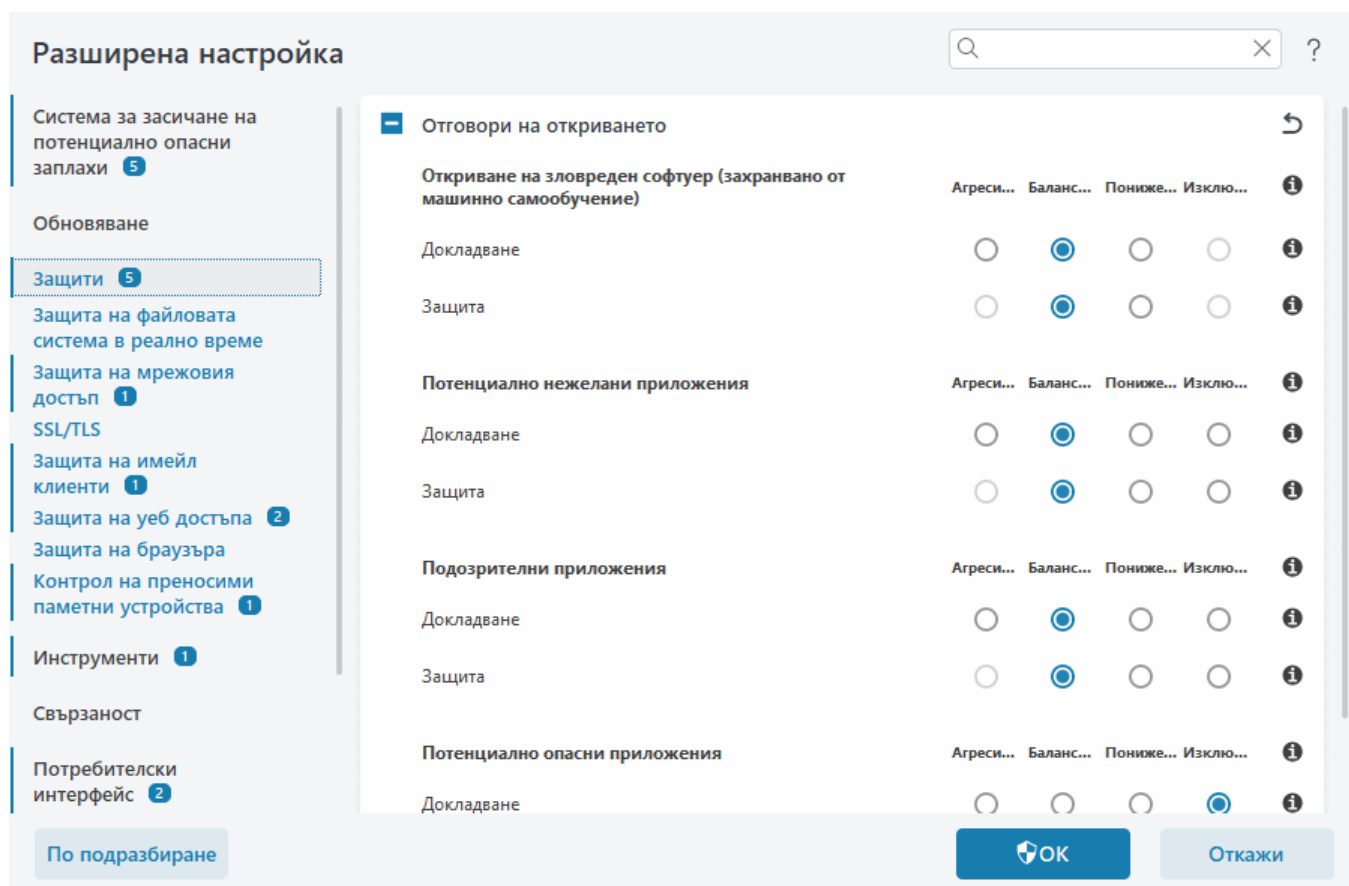 Разширена настройка
?
Система за засичане на
потенциално опасни
заплахи 5
Обновяване
Защити 5
Защита на файловата
система в реално време
Защита на мрежовия
достъп 1
SSL/TLS
Защита на имейл
клиенти 1
Защита на уеб достъпа 2
Защита на браузъра
Контрол на преносими
паметни устройства 1
Инструменти 1
Свързаност
Потребителски
интерфейс 2
Отговори на откриването
Откриване на зловреден софтуер (захранвано от
машинно самообучение)
Агреси... Баланс... Пониже... Изклю...
Докладване
Защита
Потенциално нежелани приложения Агреси... Баланс... Пониже... Изклю...
Докладване
Защита
Подозрителни приложения Агреси... Баланс... Пониже... Изклю...
Докладване
Защита
Потенциално опасни приложения Агреси... Баланс... Пониже... Изклю...
Докладване
По подразбиране
ОК
Откажи